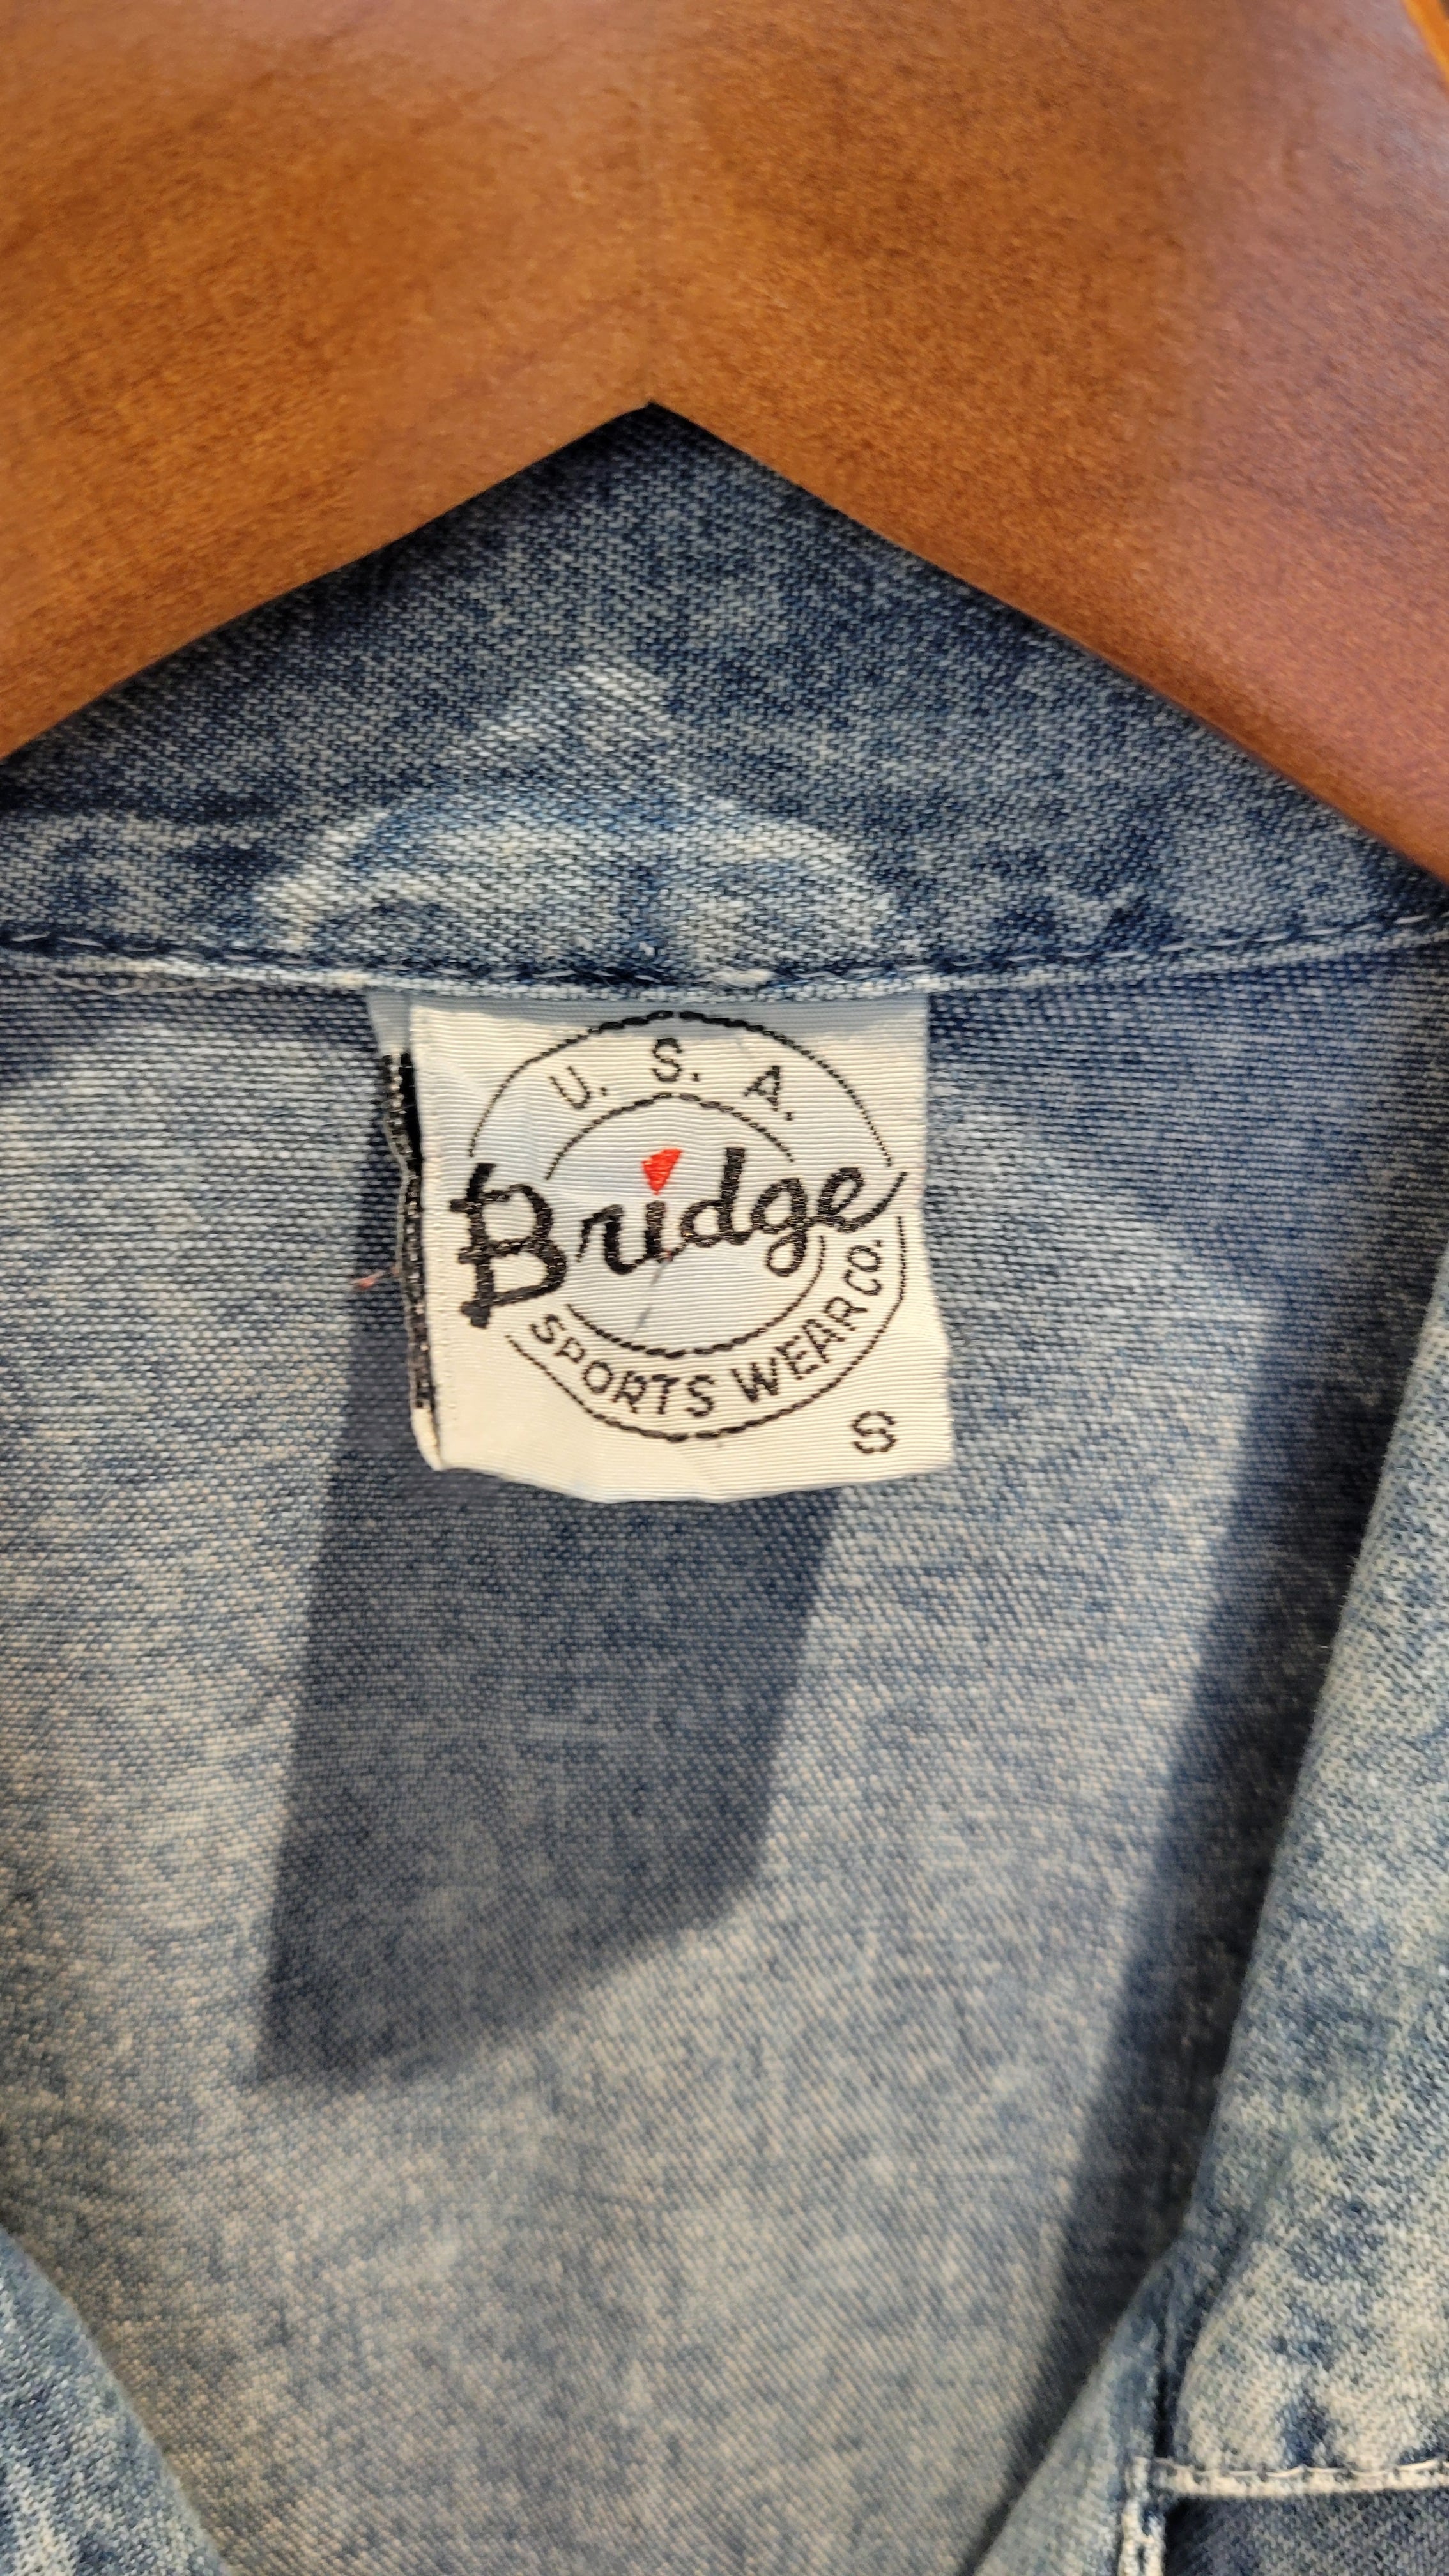 U. S. A.
Bridge
SPORTS WEAR CO.
S